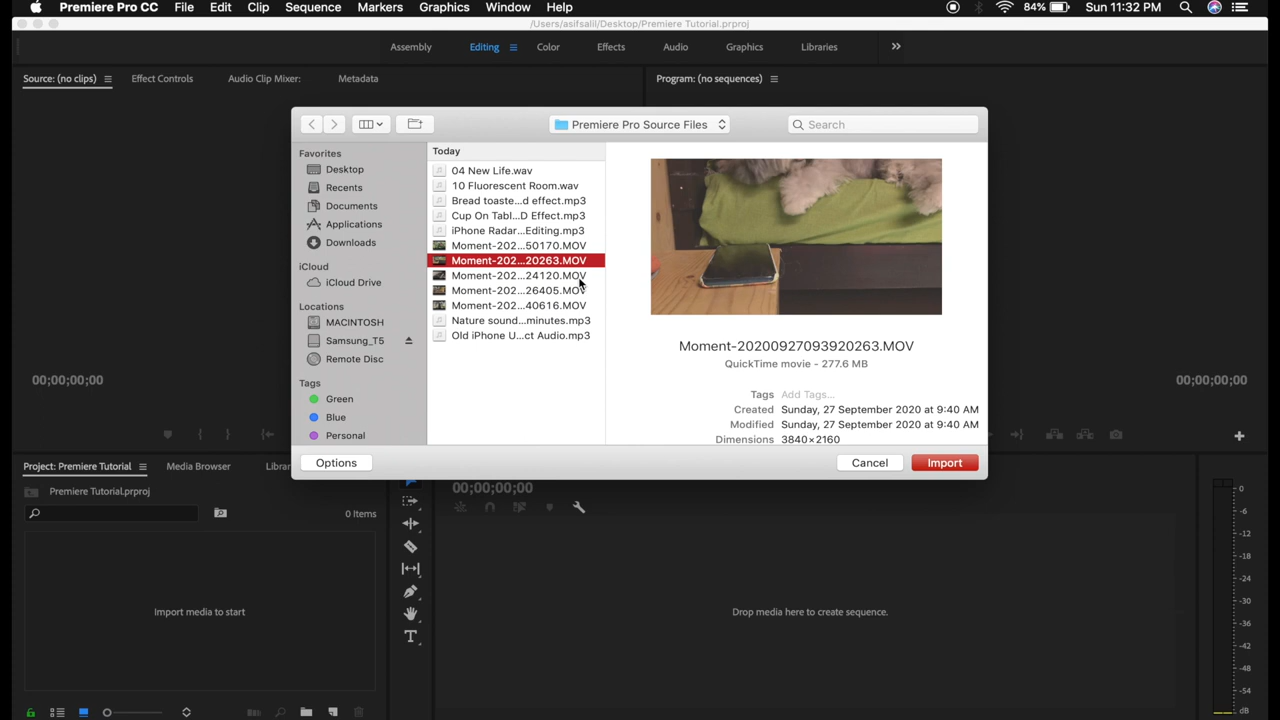 Premiere Pro CC File Edit Clip Sequence Markers Graphics Window Help 84% Sun 11:32 PM
/Users/asifsalil/Desktop/Premiere Tutorial.prproj
Assembly Editing Color Effects Audio Graphics Libraries
Source: (no clips) Effect Controls Audio Clip Mixer: Metadata Program: (no sequences)
Premiere Pro Source Files Search
Favorites
Desktop
Recents
Documents
Applications
Downloads
iCloud
iCloud Drive
Locations
MACINTOSH
Samsung_T5
Remote Disc
Tags
Green
Blue
Personal
Today
04 New Life.wav
10 Fluorescent Room.wav
Bread toaste...d effect.mp3
Cup On Tabl...D Effect.mp3
iPhone Radar...Editing.mp3
Moment-202...50170.MOV
Moment-202...20263.MOV
Moment-202...24120.MOV
Moment-202...26405.MOV
Moment-202...40616.MOV
Nature sound...minutes.mp3
Old iPhone U...ct Audio.mp3
Moment-20200927093920263.MOV
QuickTime movie - 277.6 MB
Tags Add Tags...
Created Sunday, 27 September 2020 at 9:40 AM
Modified Sunday, 27 September 2020 at 9:40 AM
Dimensions 3840×2160
Options Cancel Import
00;00;00;00 00;00;00;00
Project: Premiere Tutorial Media Browser Librar
Premiere Tutorial.prproj
0 Items
Import media to start
00;00;00;00
Drop media here to create sequence.
T
0
-6
-12
-18
-24
-30
-36
-42
-48
-54
dB